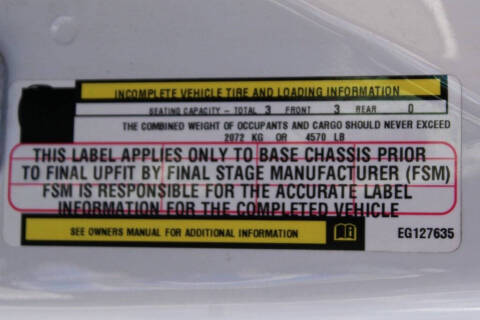 INCOMPLETE VEHICLE TIRE AND LOADING INFORMATION
SEATING CAPACITY - TOTAL 3 FRONT 3 REAR 0
THE COMBINED WEIGHT OF OCCUPANTS AND CARGO SHOULD NEVER EXCEED
2072 KG OR 4570 LB
THIS LABEL APPLIES ONLY TO BASE CHASSIS PRIOR
TO FINAL UPFIT BY FINAL STAGE MANUFACTURER (FSM)
FSM IS RESPONSIBLE FOR THE ACCURATE LABEL
INFORMATION FOR THE COMPLETED VEHICLE
SEE OWNERS MANUAL FOR ADDITIONAL INFORMATION
EG127635